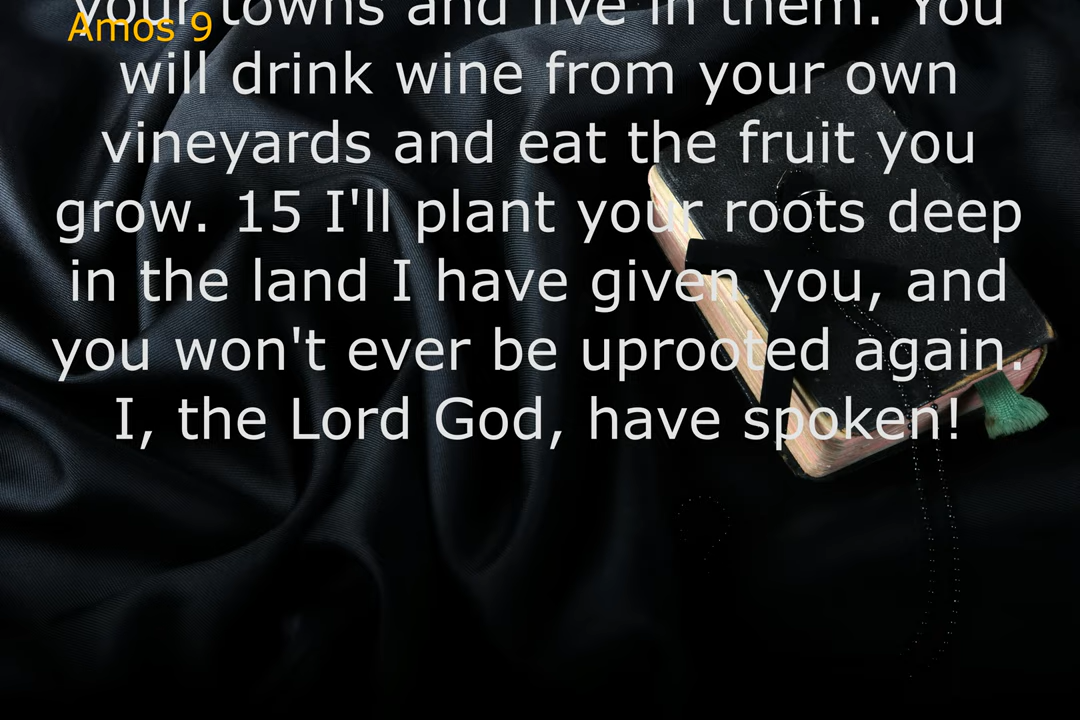 your towns and live in them. You
Amos 9
will drink wine from your own
vineyards and eat the fruit you
grow. 15 I'll plant your roots deep
in the land I have given you, and
you won't ever be uprooted again.
I, the Lord God, have spoken!